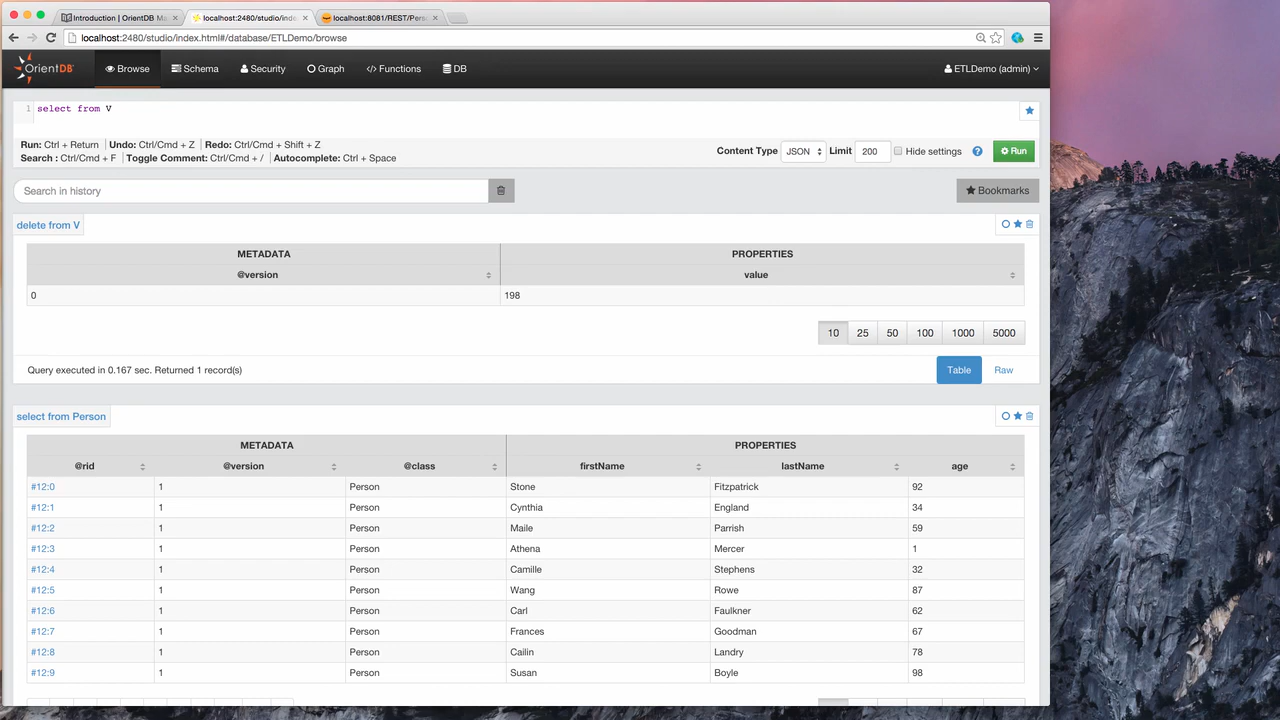 Introduction | OrientDB Ma
localhost:2480/studio/inde
localhost:8081/REST/Pers
localhost:2480/studio/index.html#/database/ETLDemo/browse
OrientDB Browse Schema Security Graph </> Functions DB ETLDemo (admin)
1 select from V
Run: Ctrl + Return | Undo: Ctrl/Cmd + Z | Redo: Ctrl/Cmd + Shift + Z
Search : Ctrl/Cmd + F | Toggle Comment: Ctrl/Cmd + / | Autocomplete: Ctrl + Space
Content Type JSON Limit 200 Hide settings ? Run
Search in history Bookmarks
delete from V
METADATA PROPERTIES
@version value
0 198
10 25 50 100 1000 5000
Query executed in 0.167 sec. Returned 1 record(s) Table Raw
select from Person
METADATA PROPERTIES
@rid @version @class firstName lastName age
#12:0 1 Person Stone Fitzpatrick 92
#12:1 1 Person Cynthia England 34
#12:2 1 Person Maile Parrish 59
#12:3 1 Person Athena Mercer 1
#12:4 1 Person Camille Stephens 32
#12:5 1 Person Wang Rowe 87
#12:6 1 Person Carl Faulkner 62
#12:7 1 Person Frances Goodman 67
#12:8 1 Person Cailin Landry 78
#12:9 1 Person Susan Boyle 98